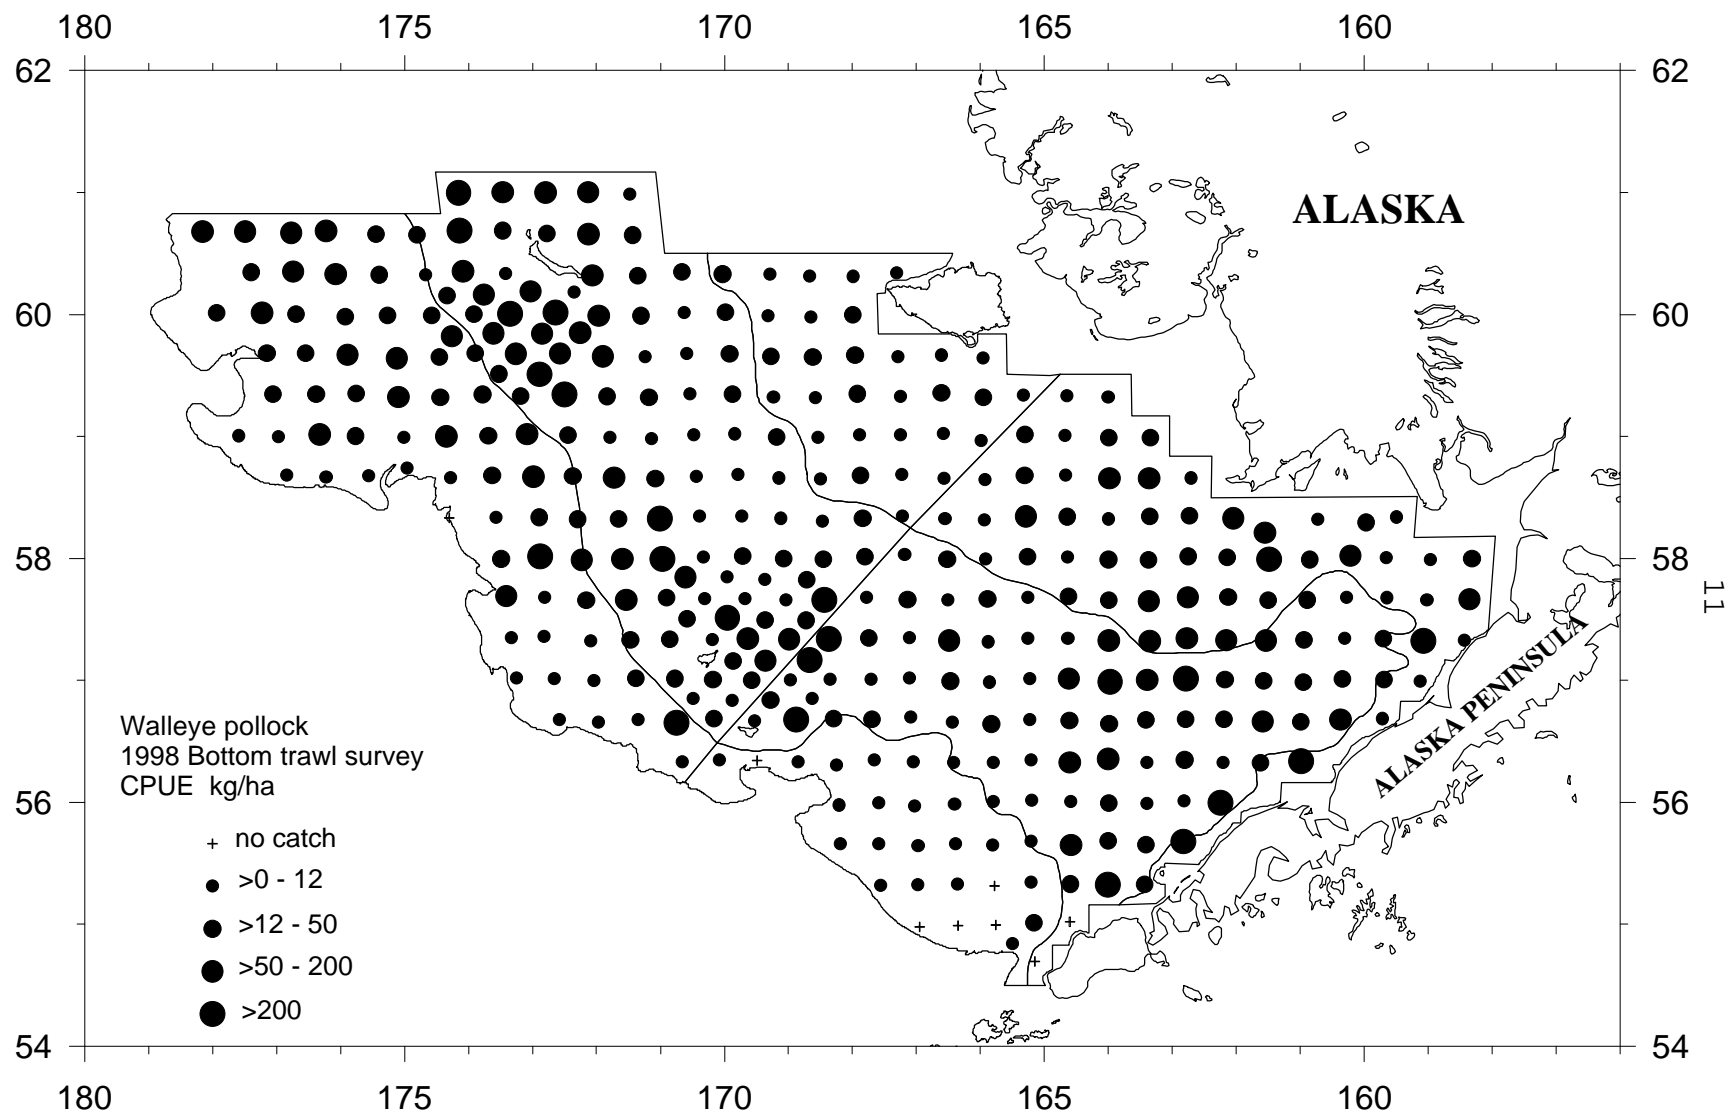 180 175 170 165 160
62 62
ALASKA
60 60
58 58
11
ALASKA PENINSULA
Walleye pollock
1998 Bottom trawl survey
CPUE kg/ha
56 56
+ no catch
>0 - 12
>12 - 50
>50 - 200
>200
54 54
180 175 170 165 160